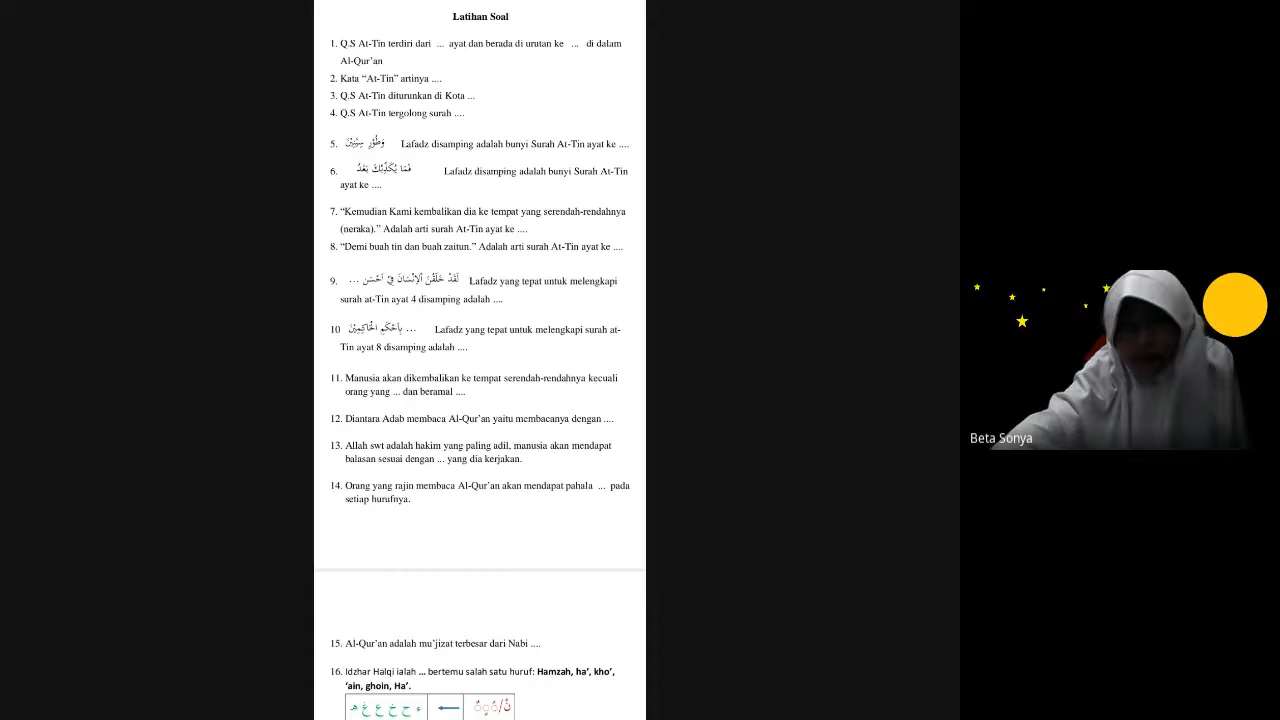 Latihan Soal
1. Q.S At-Tin terdiri dari ... ayat dan berada di urutan ke ... di dalam
Al-Qur’an
2. Kata “At-Tin” artinya ....
3. Q.S At-Tin diturunkan di Kota ...
4. Q.S At-Tin tergolong surah ....
5. وَطُوْرِ سِيْنِيْنَ Lafadz disamping adalah bunyi Surah At-Tin ayat ke ....
6. فَمَا يُكَذِّبُكَ بَعْدُ Lafadz disamping adalah bunyi Surah At-Tin
ayat ke ....
7. “Kemudian Kami kembalikan dia ke tempat yang serendah-rendahnya
(neraka).” Adalah arti surah At-Tin ayat ke ....
8. “Demi buah tin dan buah zaitun.” Adalah arti surah At-Tin ayat ke ....
9. لَقَدْ خَلَقْنَ الْاِنْسَانَ فِيْٓ اَحْسَنِ ... Lafadz yang tepat untuk melengkapi
surah at-Tin ayat 4 disamping adalah ....
10 ... بِاَحْكَمِ الْحَاكِمِيْنَ Lafadz yang tepat untuk melengkapi surah at-
Tin ayat 8 disamping adalah ....
11. Manusia akan dikembalikan ke tempat serendah-rendahnya kecuali
orang yang ... dan beramal ....
12. Diantara Adab membaca Al-Qur’an yaitu membacanya dengan ....
13. Allah swt adalah hakim yang paling adil, manusia akan mendapat
balasan sesuai dengan ... yang dia kerjakan.
14. Orang yang rajin membaca Al-Qur’an akan mendapat pahala ... pada
setiap hurufnya.
15. Al-Qur’an adalah mu’jizat terbesar dari Nabi ....
16. Idzhar Halqi ialah ... bertemu salah satu huruf: Hamzah, ha’, kho’,
‘ain, ghoin, Ha’.
ء ح خ ع غ ه
Beta Sonya